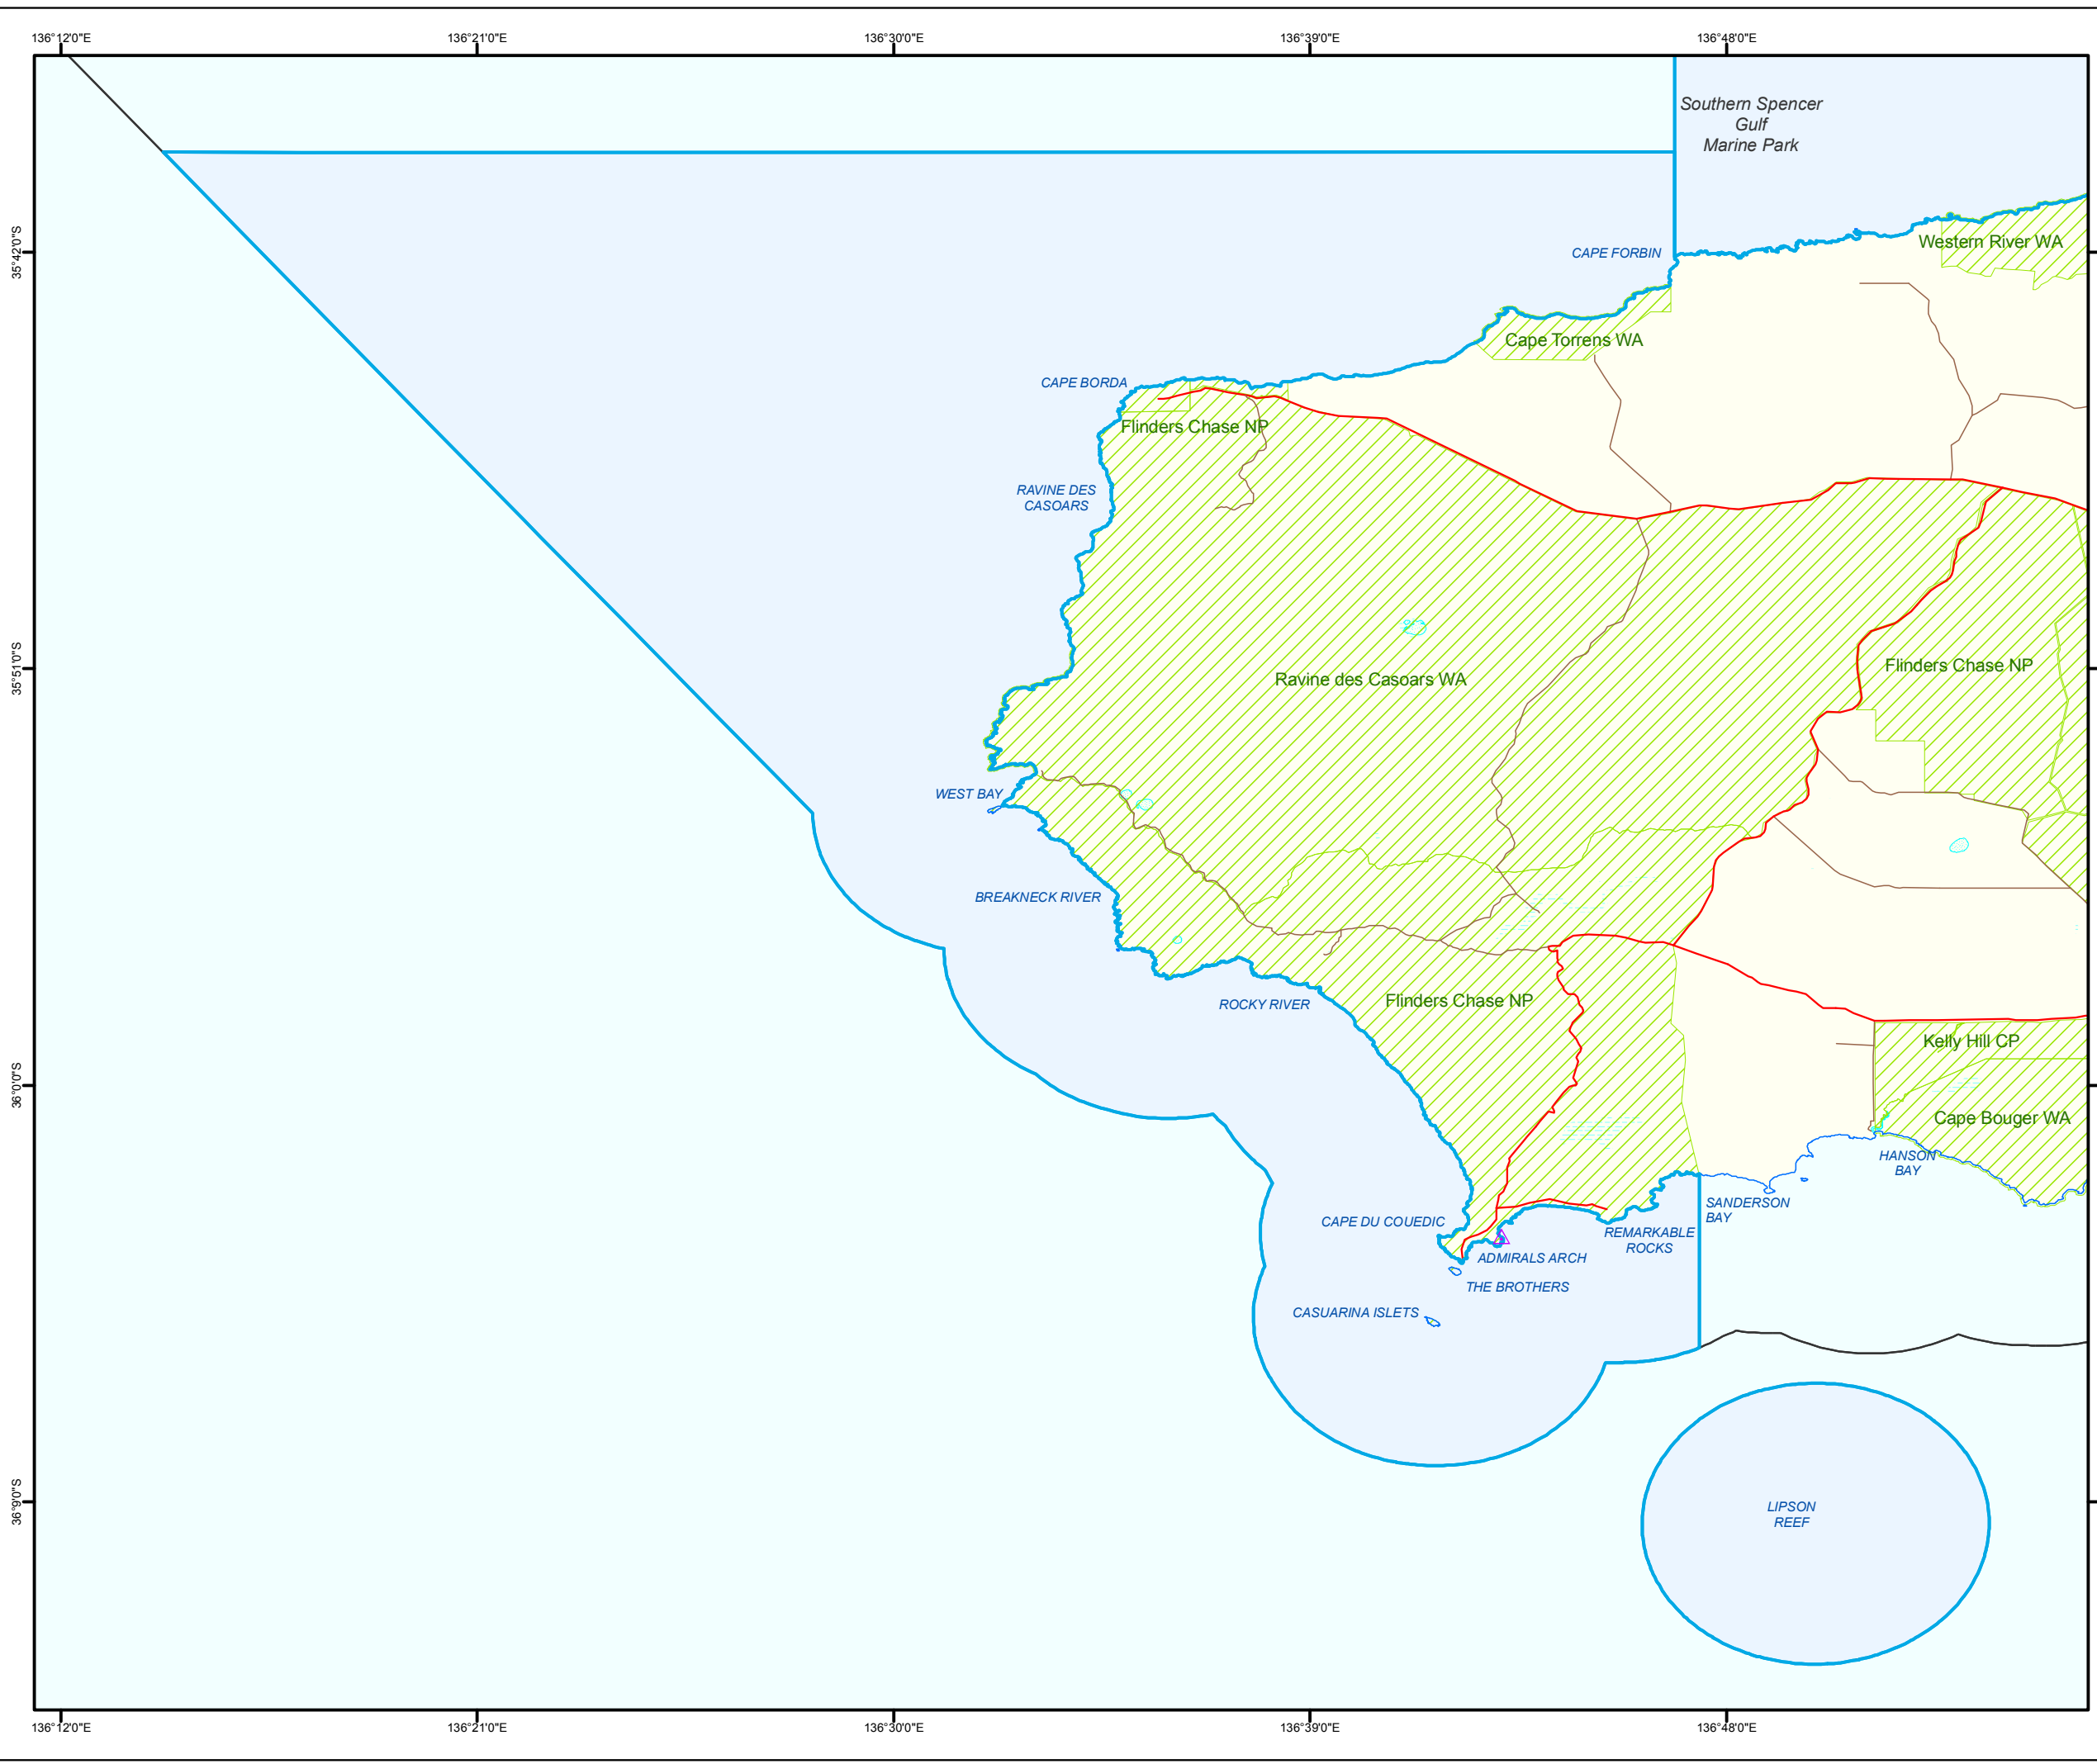 136°12'0"E
136°21'0"E
136°30'0"E
136°39'0"E
136°48'0"E
Southern Spencer
Gulf
Marine Park
35°42'0"S
CAPE FORBIN
Western River WA
Cape Torrens WA
CAPE BORDA
Flinders Chase NP
RAVINE DES
CASOARS
35°51'0"S
Flinders Chase NP
Ravine des Casoars WA
WEST BAY
BREAKNECK RIVER
Flinders Chase NP
ROCKY RIVER
Kelly Hill CP
36°0'0"S
Cape Bouger WA
HANSON
BAY
SANDERSON
BAY
CAPE DU COUEDIC
REMARKABLE
ROCKS
ADMIRALS ARCH
THE BROTHERS
CASUARINA ISLETS
36°9'0"S
LIPSON
REEF
136°12'0"E
136°21'0"E
136°30'0"E
136°39'0"E
136°48'0"E